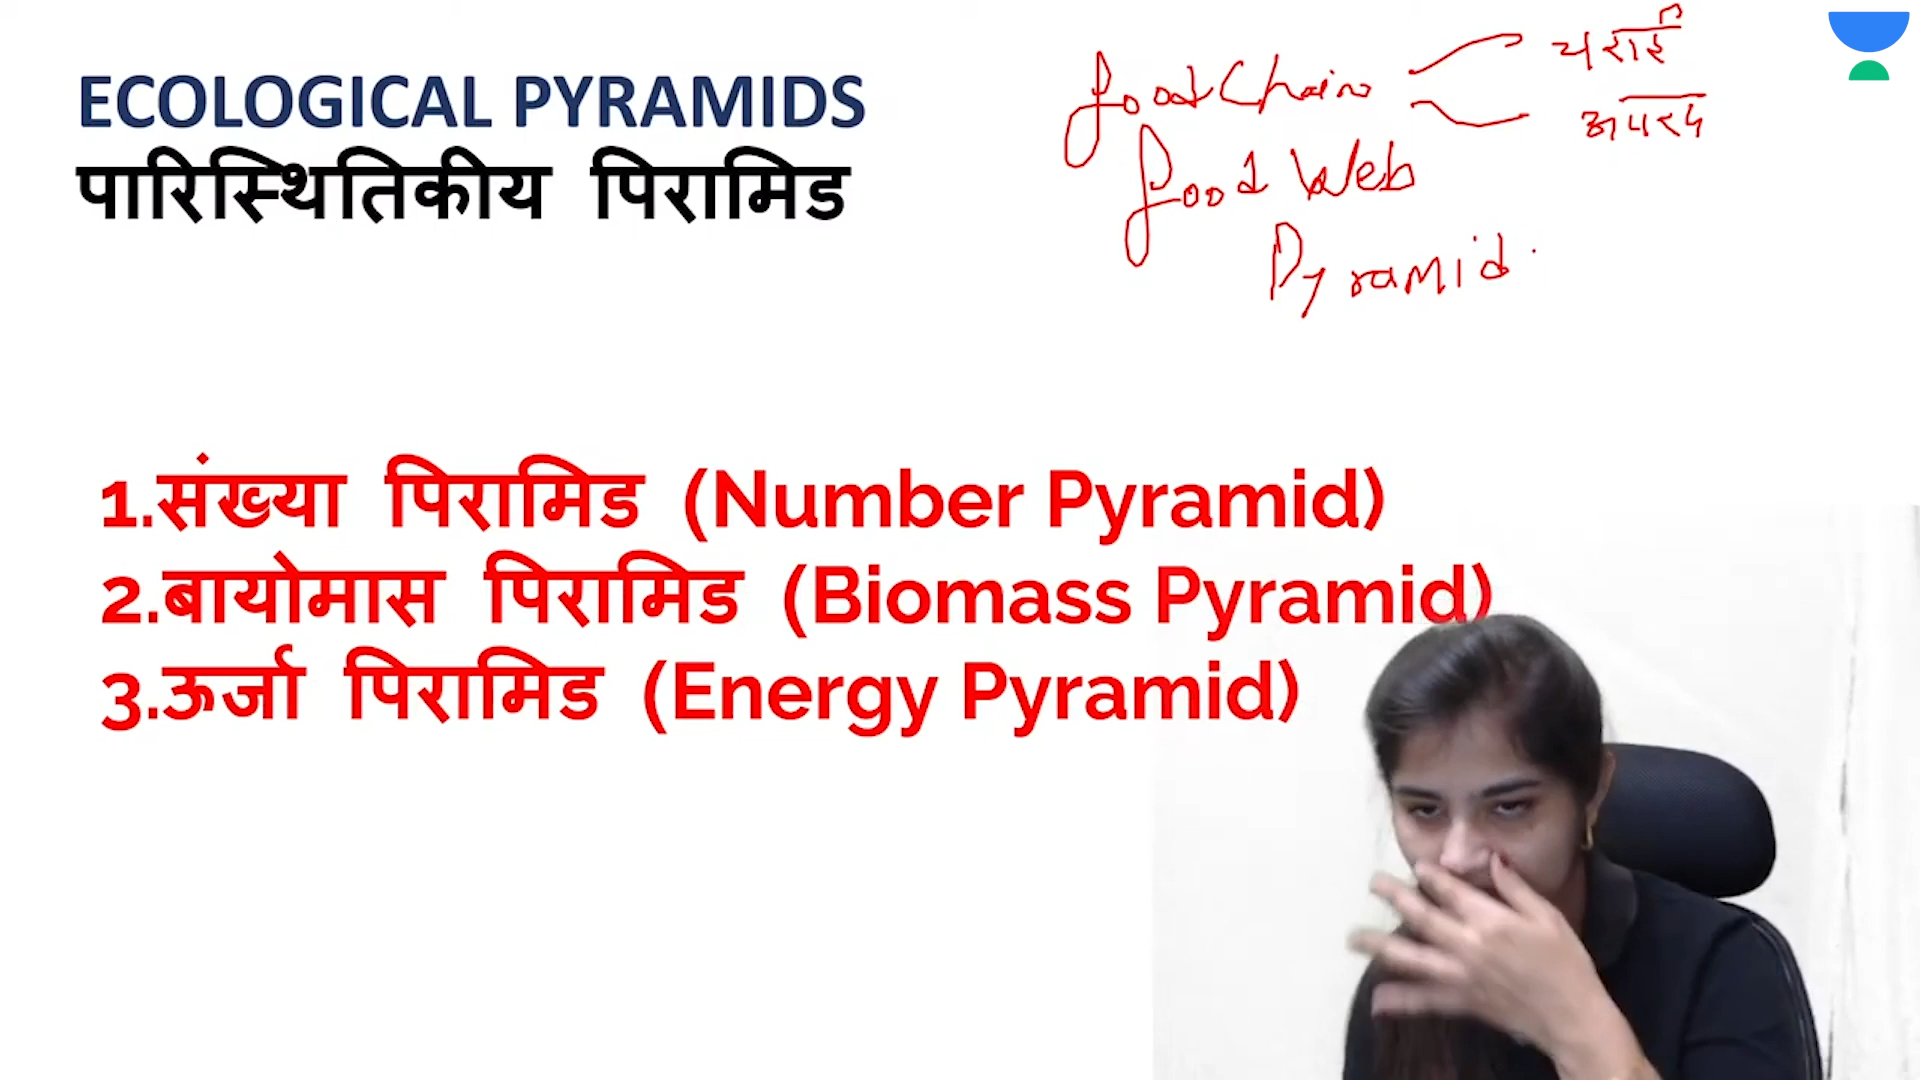 ECOLOGICAL PYRAMIDS
पारिस्थितिकीय पिरामिड
food Chain
चराई
अपरद
food Web
Pyramid
1.संख्या पिरामिड (Number Pyramid)
2.बायोमास पिरामिड (Biomass Pyramid)
3.ऊर्जा पिरामिड (Energy Pyramid)